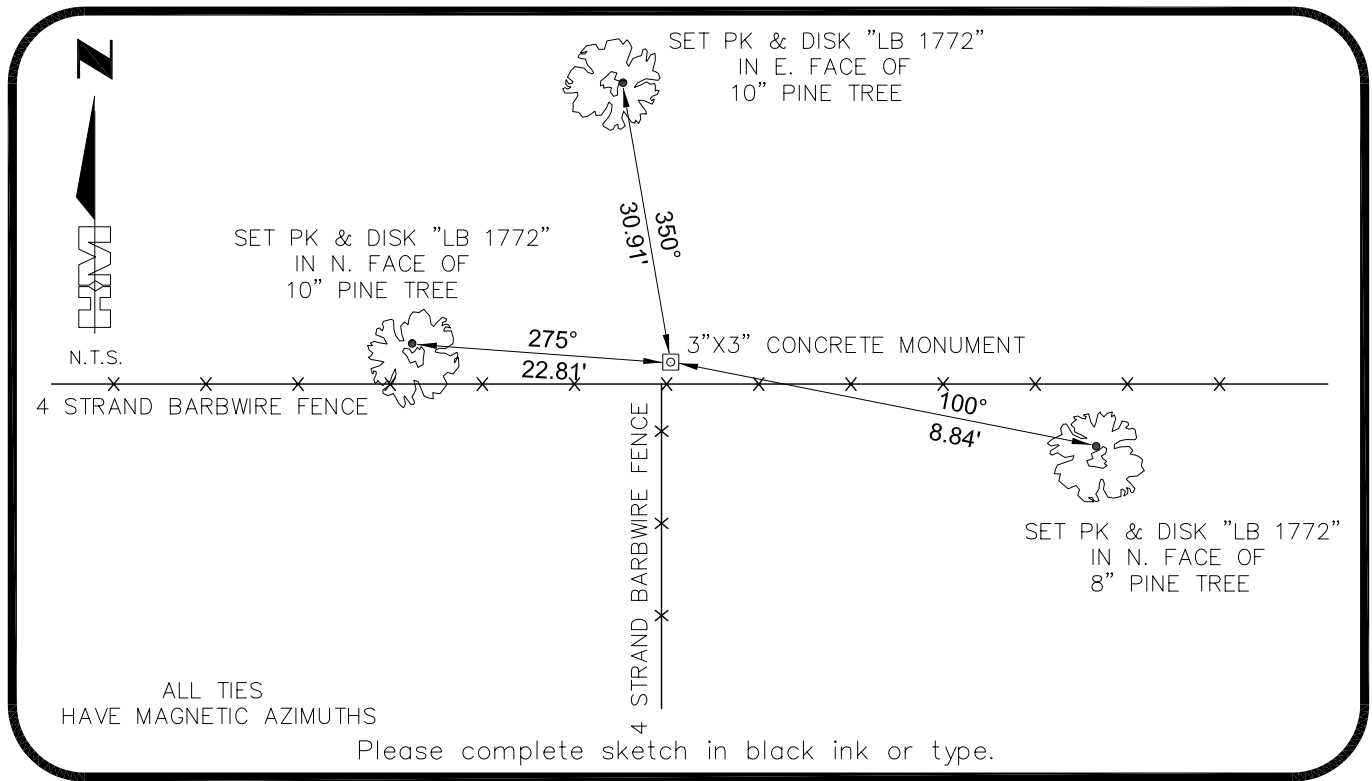 N
SET PK & DISK "LB 1772"
IN E. FACE OF
10" PINE TREE
350°
30.91'
SET PK & DISK "LB 1772"
IN N. FACE OF
10" PINE TREE
HM
N.T.S.
275°
22.81'
3"X3" CONCRETE MONUMENT
4 STRAND BARBWIRE FENCE
100°
8.84'
4 STRAND BARBWIRE FENCE
SET PK & DISK "LB 1772"
IN N. FACE OF
8" PINE TREE
ALL TIES
HAVE MAGNETIC AZIMUTHS
Please complete sketch in black ink or type.